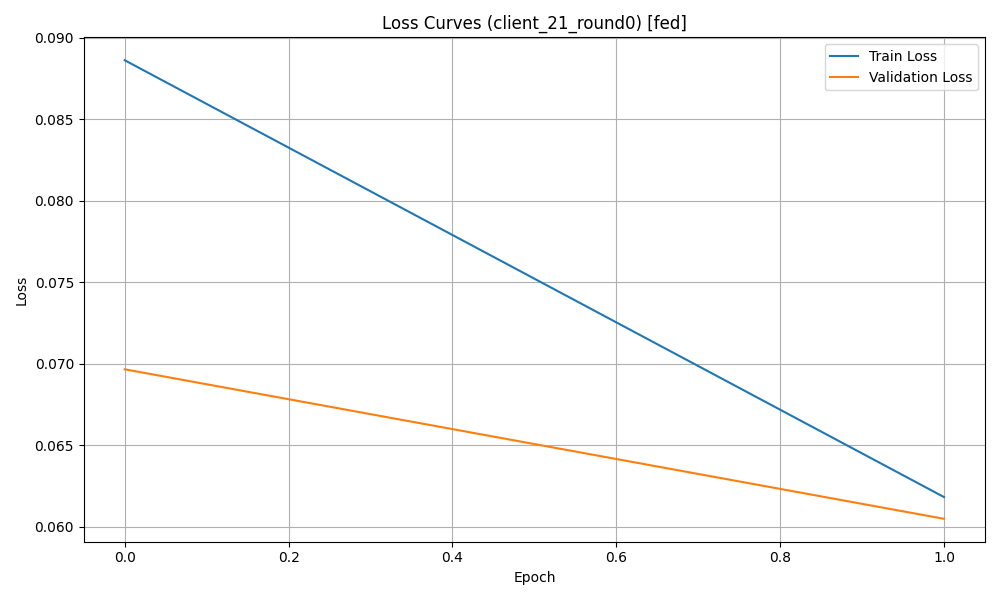 Loss Curves (client_21_round0) [fed]
Train Loss
Validation Loss
Loss
0.090
0.085
0.080
0.075
0.070
0.065
0.060
0.0 0.2 0.4 0.6 0.8 1.0
Epoch